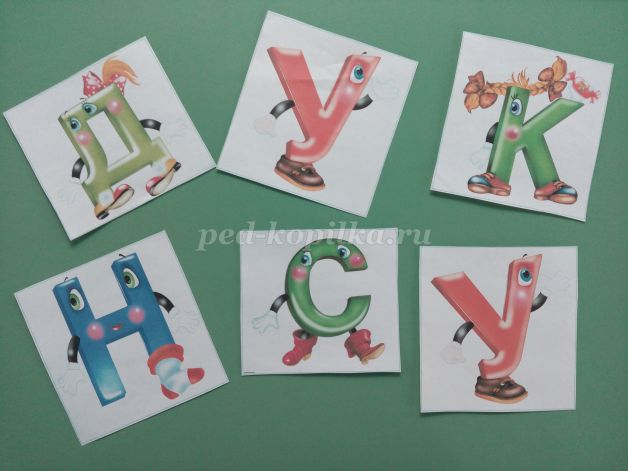 Д У К
ped-kopilka.ru
Н С У